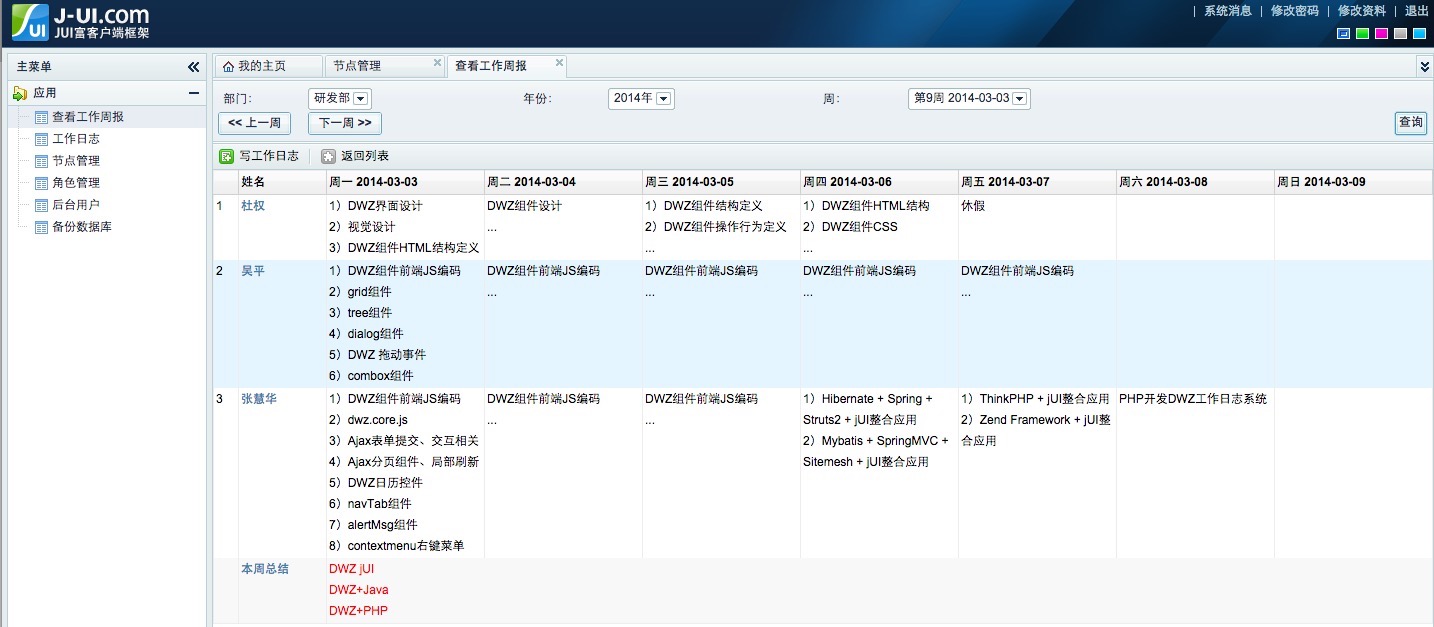 J-UI.com
JUI富客户端框架
| 系统消息 | 修改密码 | 修改资料 | 退出
主菜单
应用
查看工作周报
工作日志
节点管理
角色管理
后台用户
备份数据库
我的主页 节点管理 查看工作周报
部门: 研发部 年份: 2014年 周: 第9周 2014-03-03
<< 上一周 下一周 >> 查询
写工作日志 返回列表
姓名 周一 2014-03-03 周二 2014-03-04 周三 2014-03-05 周四 2014-03-06 周五 2014-03-07 周六 2014-03-08 周日 2014-03-09
1 杜权 1）DWZ界面设计 DWZ组件设计 1）DWZ组件结构定义 1）DWZ组件HTML结构 休假
2）视觉设计 ... 2）DWZ组件操作行为定义 2）DWZ组件CSS
3）DWZ组件HTML结构定义 ... ...
2 吴平 1）DWZ组件前端JS编码 DWZ组件前端JS编码 DWZ组件前端JS编码 DWZ组件前端JS编码 DWZ组件前端JS编码
2）grid组件 ... ... ... ...
3）tree组件
4）dialog组件
5）DWZ 拖动事件
6）combox组件
3 张慧华 1）DWZ组件前端JS编码 DWZ组件前端JS编码 DWZ组件前端JS编码 1）Hibernate + Spring + 1）ThinkPHP + jUI整合应用 PHP开发DWZ工作日志系统
2）dwz.core.js ... ... Struts2 + jUI整合应用 2）Zend Framework + jUI整
3）Ajax表单提交、交互相关 2）Mybatis + SpringMVC + 合应用
4）Ajax分页组件、局部刷新 Sitemesh + jUI整合应用
5）DWZ日历控件
6）navTab组件
7）alertMsg组件
8）contextmenu右键菜单
本周总结 DWZ jUI
DWZ+Java
DWZ+PHP